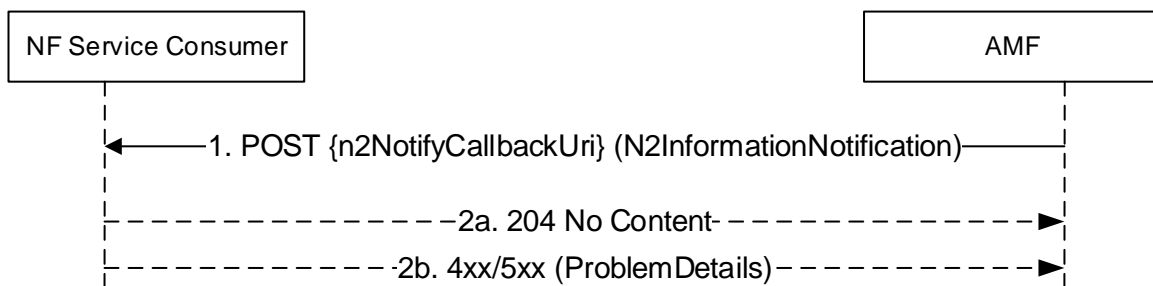 NF Service Consumer
AMF
1. POST {n2NotifyCallbackUri} (N2InformationNotification)
2a. 204 No Content
2b. 4xx/5xx (ProblemDetails)